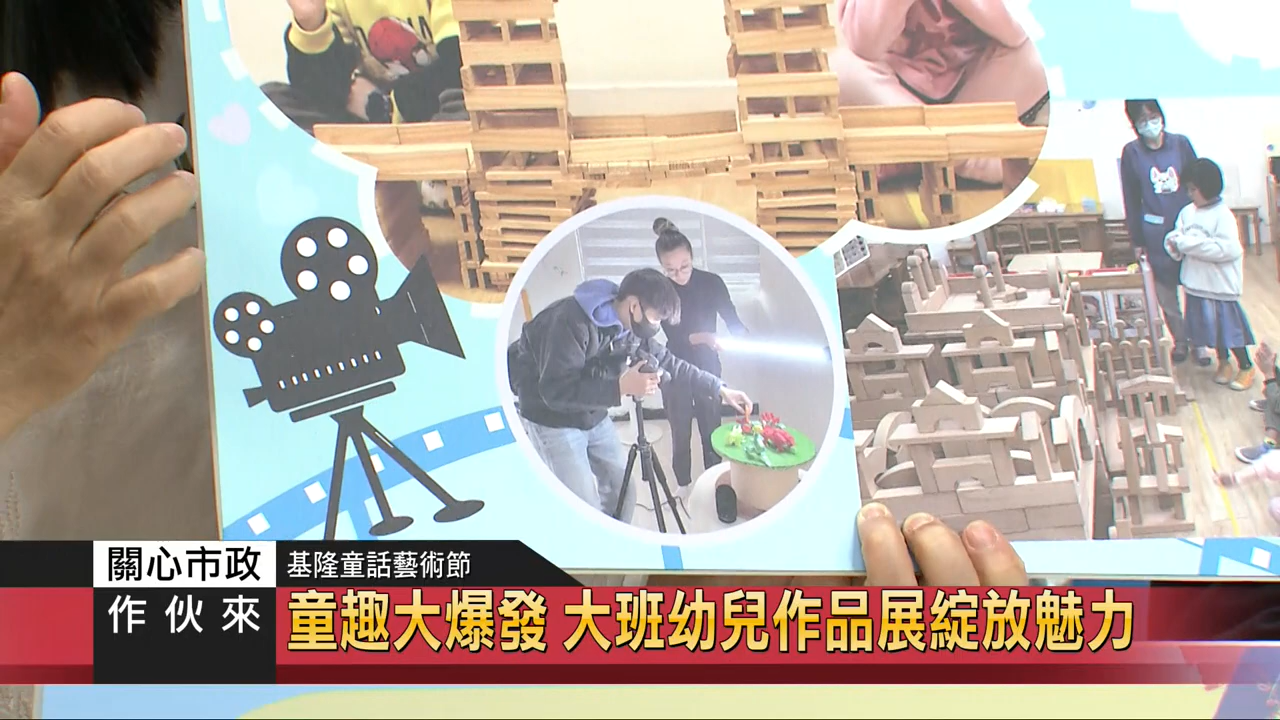 關心市政
作伙來
基隆童話藝術節
童趣大爆發 大班幼兒作品展綻放魅力